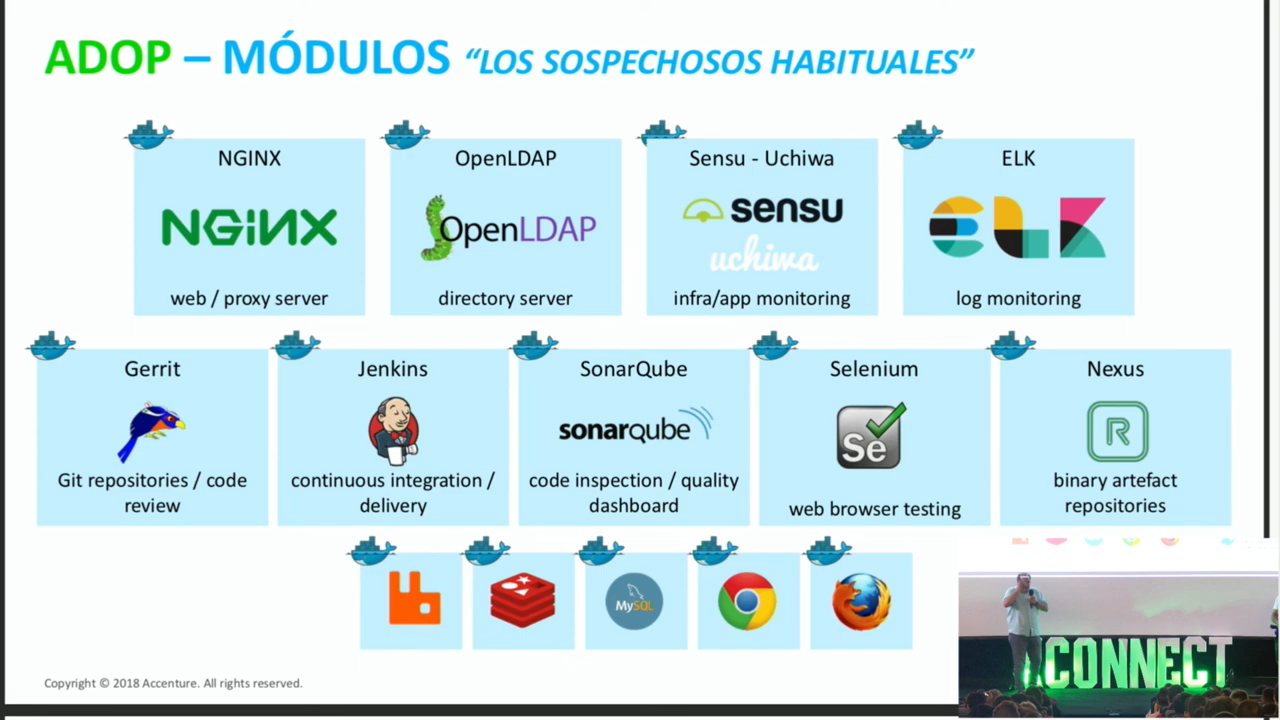 ADOP – MÓDULOS “LOS SOSPECHOSOS HABITUALES”
NGINX
NGiNX
web / proxy server
OpenLDAP
OpenLDAP
directory server
Sensu - Uchiwa
sensu
uchiwa
infra/app monitoring
ELK
ELK
log monitoring
Gerrit
Git repositories / code
review
Jenkins
continuous integration /
delivery
SonarQube
sonarqube
code inspection / quality
dashboard
Selenium
Se
web browser testing
Nexus
R
binary artefact
repositories
MySQL
CONNECT
Copyright © 2018 Accenture. All rights reserved.